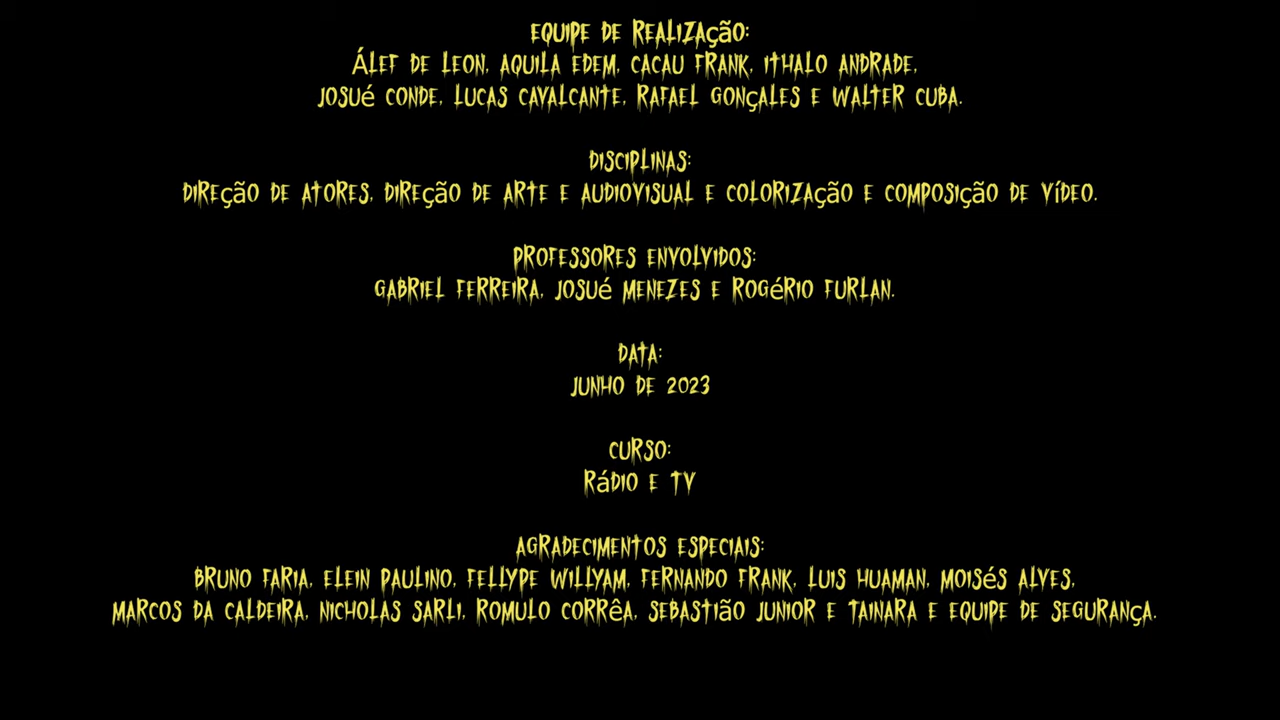 EQUIPE DE REALIZAÇÃO:
ÁLEF DE LEON, AQUILA EDEM, CACAU FRANK, ITHALO ANDRADE,
JOSUÉ CONDE, LUCAS CAVALCANTE, RAFAEL GONÇALES E WALTER CUBA.
DISCIPLINAS:
DIREÇÃO DE ATORES, DIREÇÃO DE ARTE E AUDIOVISUAL E COLORIZAÇÃO E COMPOSIÇÃO DE VÍDEO.
PROFESSORES ENVOLVIDOS:
GABRIEL FERREIRA, JOSUÉ MENEZES E ROGÉRIO FURLAN.
DATA:
JUNHO DE 2023
CURSO:
RÁDIO E TV
AGRADECIMENTOS ESPECIAIS:
BRUNO FARIA, ELEIN PAULINO, FELLYPE WILLYAM, FERNANDO FRANK, LUIS HUAMAN, MOISÉS ALVES,
MARCOS DA CALDEIRA, NICHOLAS SARLI, ROMULO CORRÊA, SEBASTIÃO JUNIOR E TAINARA E EQUIPE DE SEGURANÇA.